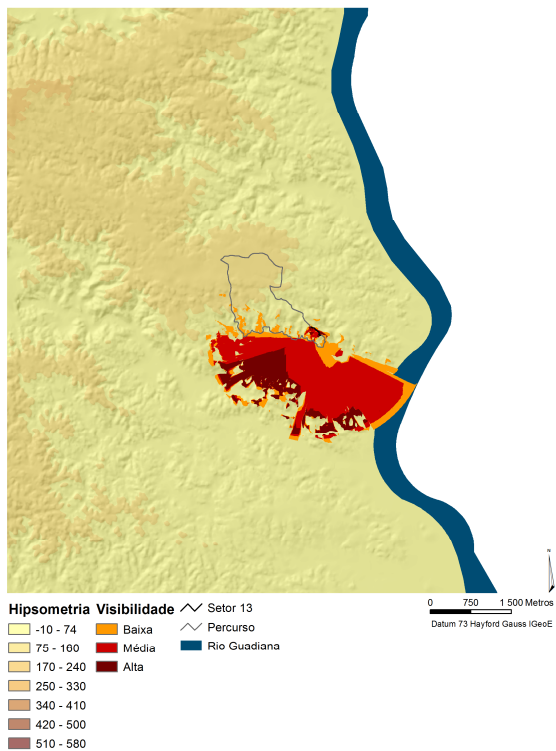 N
0 750 1 500 Metros
Datum 73 Hayford Gauss IGeoE
Hipsometria
-10 - 74
75 - 160
170 - 240
250 - 330
340 - 410
420 - 500
510 - 580
Visibilidade
Baixa
Média
Alta
Setor 13
Percurso
Rio Guadiana